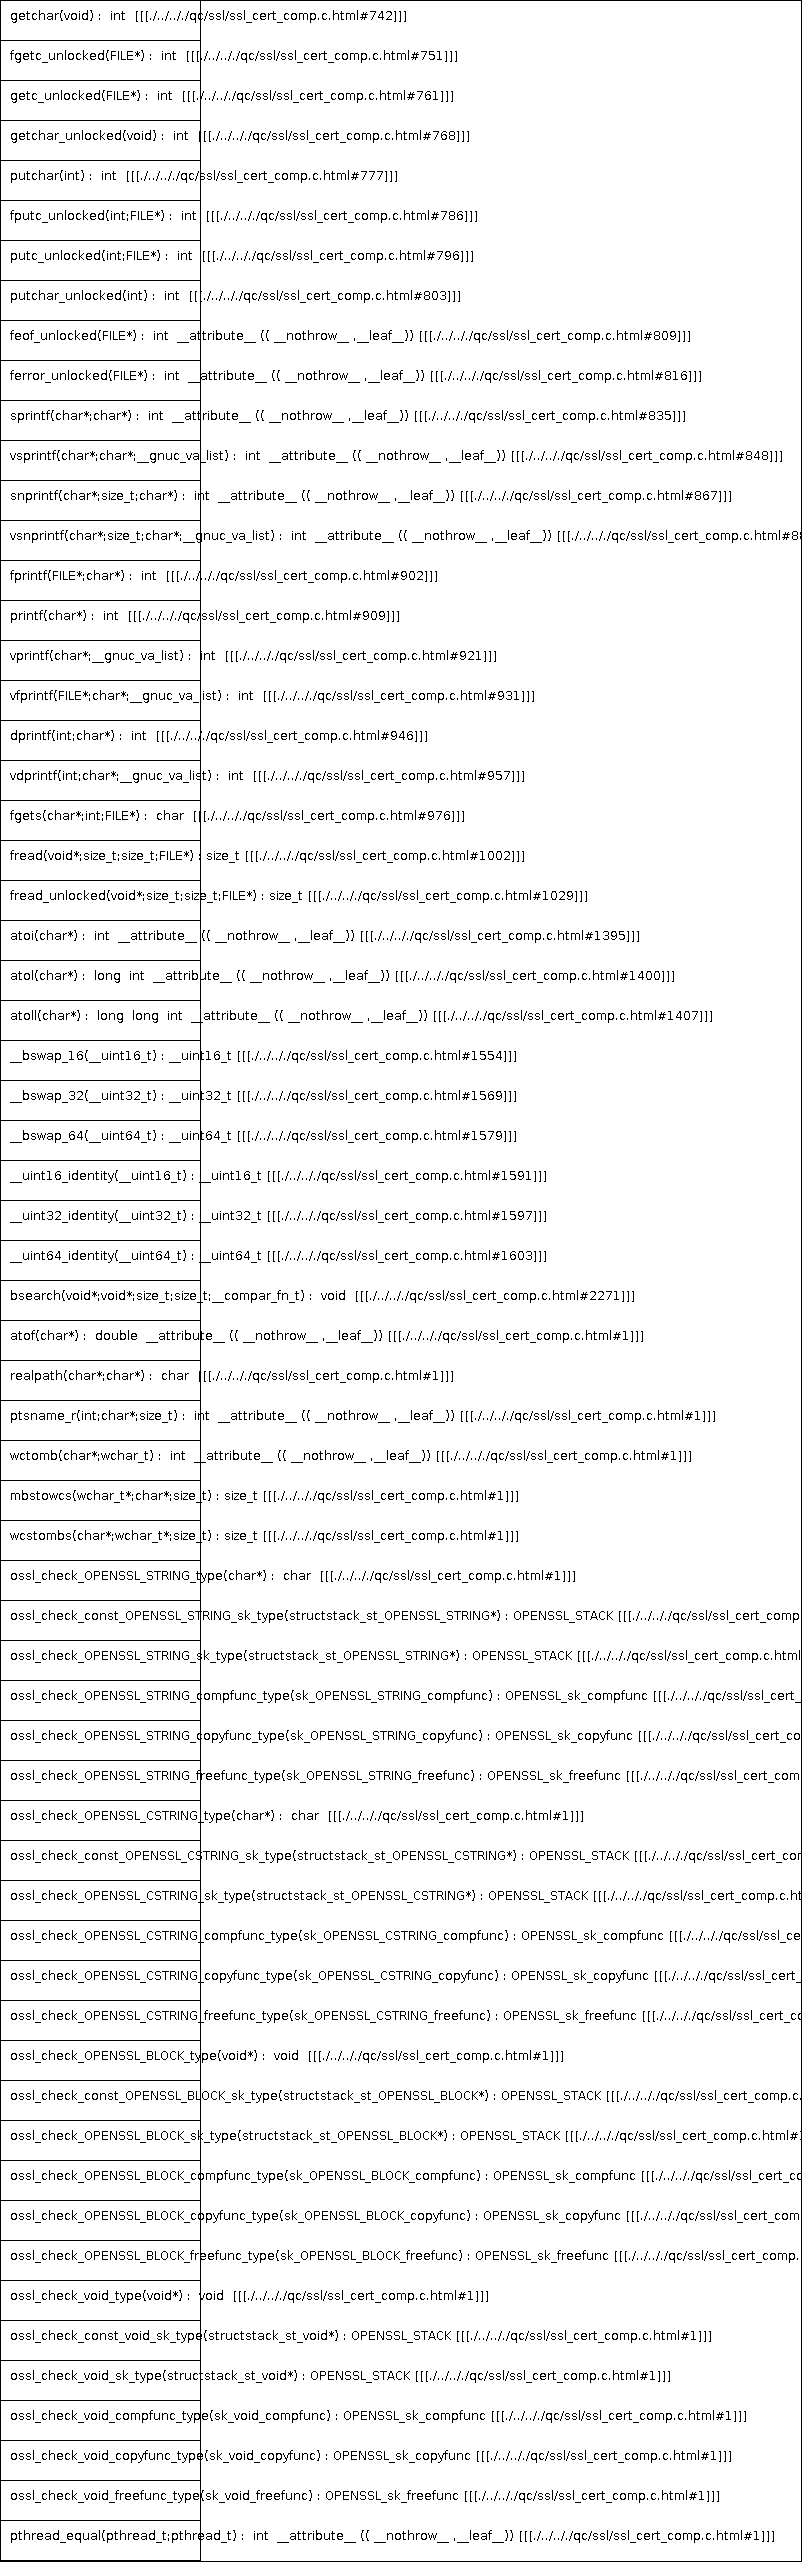 getchar(void) :  int  [[[./../../../qc/ssl/ssl_cert_comp.c.html#742]]]
fgetc_unlocked(FILE*) :  int  [[[./../../../qc/ssl/ssl_cert_comp.c.html#751]]]
getc_unlocked(FILE*) :  int  [[[./../../../qc/ssl/ssl_cert_comp.c.html#761]]]
getchar_unlocked(void) :  int  [[[./../../../qc/ssl/ssl_cert_comp.c.html#768]]]
putchar(int) :  int  [[[./../../../qc/ssl/ssl_cert_comp.c.html#777]]]
fputc_unlocked(int;FILE*) :  int  [[[./../../../qc/ssl/ssl_cert_comp.c.html#786]]]
putc_unlocked(int;FILE*) :  int  [[[./../../../qc/ssl/ssl_cert_comp.c.html#796]]]
putchar_unlocked(int) :  int  [[[./../../../qc/ssl/ssl_cert_comp.c.html#803]]]
feof_unlocked(FILE*) :  int  __attribute__ (( __nothrow__ ,__leaf__)) [[[./../../../qc/ssl/ssl_cert_comp.c.html#809]]]
ferror_unlocked(FILE*) :  int  __attribute__ (( __nothrow__ ,__leaf__)) [[[./../../../qc/ssl/ssl_cert_comp.c.html#816]]]
sprintf(char*;char*) :  int  __attribute__ (( __nothrow__ ,__leaf__)) [[[./../../../qc/ssl/ssl_cert_comp.c.html#835]]]
vsprintf(char*;char*;__gnuc_va_list) :  int  __attribute__ (( __nothrow__ ,__leaf__)) [[[./../../../qc/ssl/ssl_cert_comp.c.html#848]]]
snprintf(char*;size_t;char*) :  int  __attribute__ (( __nothrow__ ,__leaf__)) [[[./../../../qc/ssl/ssl_cert_comp.c.html#867]]]
vsnprintf(char*;size_t;char*;__gnuc_va_list) :  int  __attribute__ (( __nothrow__ ,__leaf__)) [[[./../../../qc/ssl/ssl_cert_comp.c.html#88
fprintf(FILE*;char*) :  int  [[[./../../../qc/ssl/ssl_cert_comp.c.html#902]]]
printf(char*) :  int  [[[./../../../qc/ssl/ssl_cert_comp.c.html#909]]]
vprintf(char*;__gnuc_va_list) :  int  [[[./../../../qc/ssl/ssl_cert_comp.c.html#921]]]
vfprintf(FILE*;char*;__gnuc_va_list) :  int  [[[./../../../qc/ssl/ssl_cert_comp.c.html#931]]]
dprintf(int;char*) :  int  [[[./../../../qc/ssl/ssl_cert_comp.c.html#946]]]
vdprintf(int;char*;__gnuc_va_list) :  int  [[[./../../../qc/ssl/ssl_cert_comp.c.html#957]]]
fgets(char*;int;FILE*) :  char  [[[./../../../qc/ssl/ssl_cert_comp.c.html#976]]]
fread(void*;size_t;size_t;FILE*) : size_t [[[./../../../qc/ssl/ssl_cert_comp.c.html#1002]]]
fread_unlocked(void*;size_t;size_t;FILE*) : size_t [[[./../../../qc/ssl/ssl_cert_comp.c.html#1029]]]
atoi(char*) :  int  __attribute__ (( __nothrow__ ,__leaf__)) [[[./../../../qc/ssl/ssl_cert_comp.c.html#1395]]]
atol(char*) :  long  int  __attribute__ (( __nothrow__ ,__leaf__)) [[[./../../../qc/ssl/ssl_cert_comp.c.html#1400]]]
atoll(char*) :  long  long  int  __attribute__ (( __nothrow__ ,__leaf__)) [[[./../../../qc/ssl/ssl_cert_comp.c.html#1407]]]
__bswap_16(__uint16_t) : __uint16_t [[[./../../../qc/ssl/ssl_cert_comp.c.html#1554]]]
__bswap_32(__uint32_t) : __uint32_t [[[./../../../qc/ssl/ssl_cert_comp.c.html#1569]]]
__bswap_64(__uint64_t) : __uint64_t [[[./../../../qc/ssl/ssl_cert_comp.c.html#1579]]]
__uint16_identity(__uint16_t) : __uint16_t [[[./../../../qc/ssl/ssl_cert_comp.c.html#1591]]]
__uint32_identity(__uint32_t) : __uint32_t [[[./../../../qc/ssl/ssl_cert_comp.c.html#1597]]]
__uint64_identity(__uint64_t) : __uint64_t [[[./../../../qc/ssl/ssl_cert_comp.c.html#1603]]]
bsearch(void*;void*;size_t;size_t;__compar_fn_t) :  void  [[[./../../../qc/ssl/ssl_cert_comp.c.html#2271]]]
atof(char*) :  double  __attribute__ (( __nothrow__ ,__leaf__)) [[[./../../../qc/ssl/ssl_cert_comp.c.html#1]]]
realpath(char*;char*) :  char  [[[./../../../qc/ssl/ssl_cert_comp.c.html#1]]]
ptsname_r(int;char*;size_t) :  int  __attribute__ (( __nothrow__ ,__leaf__)) [[[./../../../qc/ssl/ssl_cert_comp.c.html#1]]]
wctomb(char*;wchar_t) :  int  __attribute__ (( __nothrow__ ,__leaf__)) [[[./../../../qc/ssl/ssl_cert_comp.c.html#1]]]
mbstowcs(wchar_t*;char*;size_t) : size_t [[[./../../../qc/ssl/ssl_cert_comp.c.html#1]]]
wcstombs(char*;wchar_t*;size_t) : size_t [[[./../../../qc/ssl/ssl_cert_comp.c.html#1]]]
ossl_check_OPENSSL_STRING_type(char*) :  char  [[[./../../../qc/ssl/ssl_cert_comp.c.html#1]]]
ossl_check_const_OPENSSL_STRING_sk_type(structstack_st_OPENSSL_STRING*) : OPENSSL_STACK [[[./../../../qc/ssl/ssl_cert_comp
ossl_check_OPENSSL_STRING_sk_type(structstack_st_OPENSSL_STRING*) : OPENSSL_STACK [[[./../../../qc/ssl/ssl_cert_comp.c.html
ossl_check_OPENSSL_STRING_compfunc_type(sk_OPENSSL_STRING_compfunc) : OPENSSL_sk_compfunc [[[./../../../qc/ssl/ssl_cert_
ossl_check_OPENSSL_STRING_copyfunc_type(sk_OPENSSL_STRING_copyfunc) : OPENSSL_sk_copyfunc [[[./../../../qc/ssl/ssl_cert_co
ossl_check_OPENSSL_STRING_freefunc_type(sk_OPENSSL_STRING_freefunc) : OPENSSL_sk_freefunc [[[./../../../qc/ssl/ssl_cert_com
ossl_check_OPENSSL_CSTRING_type(char*) :  char  [[[./../../../qc/ssl/ssl_cert_comp.c.html#1]]]
ossl_check_const_OPENSSL_CSTRING_sk_type(structstack_st_OPENSSL_CSTRING*) : OPENSSL_STACK [[[./../../../qc/ssl/ssl_cert_com
ossl_check_OPENSSL_CSTRING_sk_type(structstack_st_OPENSSL_CSTRING*) : OPENSSL_STACK [[[./../../../qc/ssl/ssl_cert_comp.c.ht
ossl_check_OPENSSL_CSTRING_compfunc_type(sk_OPENSSL_CSTRING_compfunc) : OPENSSL_sk_compfunc [[[./../../../qc/ssl/ssl_ce
ossl_check_OPENSSL_CSTRING_copyfunc_type(sk_OPENSSL_CSTRING_copyfunc) : OPENSSL_sk_copyfunc [[[./../../../qc/ssl/ssl_cert_
ossl_check_OPENSSL_CSTRING_freefunc_type(sk_OPENSSL_CSTRING_freefunc) : OPENSSL_sk_freefunc [[[./../../../qc/ssl/ssl_cert_co
ossl_check_OPENSSL_BLOCK_type(void*) :  void  [[[./../../../qc/ssl/ssl_cert_comp.c.html#1]]]
ossl_check_const_OPENSSL_BLOCK_sk_type(structstack_st_OPENSSL_BLOCK*) : OPENSSL_STACK [[[./../../../qc/ssl/ssl_cert_comp.c.
ossl_check_OPENSSL_BLOCK_sk_type(structstack_st_OPENSSL_BLOCK*) : OPENSSL_STACK [[[./../../../qc/ssl/ssl_cert_comp.c.html#1
ossl_check_OPENSSL_BLOCK_compfunc_type(sk_OPENSSL_BLOCK_compfunc) : OPENSSL_sk_compfunc [[[./../../../qc/ssl/ssl_cert_co
ossl_check_OPENSSL_BLOCK_copyfunc_type(sk_OPENSSL_BLOCK_copyfunc) : OPENSSL_sk_copyfunc [[[./../../../qc/ssl/ssl_cert_com
ossl_check_OPENSSL_BLOCK_freefunc_type(sk_OPENSSL_BLOCK_freefunc) : OPENSSL_sk_freefunc [[[./../../../qc/ssl/ssl_cert_comp.
ossl_check_void_type(void*) :  void  [[[./../../../qc/ssl/ssl_cert_comp.c.html#1]]]
ossl_check_const_void_sk_type(structstack_st_void*) : OPENSSL_STACK [[[./../../../qc/ssl/ssl_cert_comp.c.html#1]]]
ossl_check_void_sk_type(structstack_st_void*) : OPENSSL_STACK [[[./../../../qc/ssl/ssl_cert_comp.c.html#1]]]
ossl_check_void_compfunc_type(sk_void_compfunc) : OPENSSL_sk_compfunc [[[./../../../qc/ssl/ssl_cert_comp.c.html#1]]]
ossl_check_void_copyfunc_type(sk_void_copyfunc) : OPENSSL_sk_copyfunc [[[./../../../qc/ssl/ssl_cert_comp.c.html#1]]]
ossl_check_void_freefunc_type(sk_void_freefunc) : OPENSSL_sk_freefunc [[[./../../../qc/ssl/ssl_cert_comp.c.html#1]]]
pthread_equal(pthread_t;pthread_t) :  int  __attribute__ (( __nothrow__ ,__leaf__)) [[[./../../../qc/ssl/ssl_cert_comp.c.html#1]]]